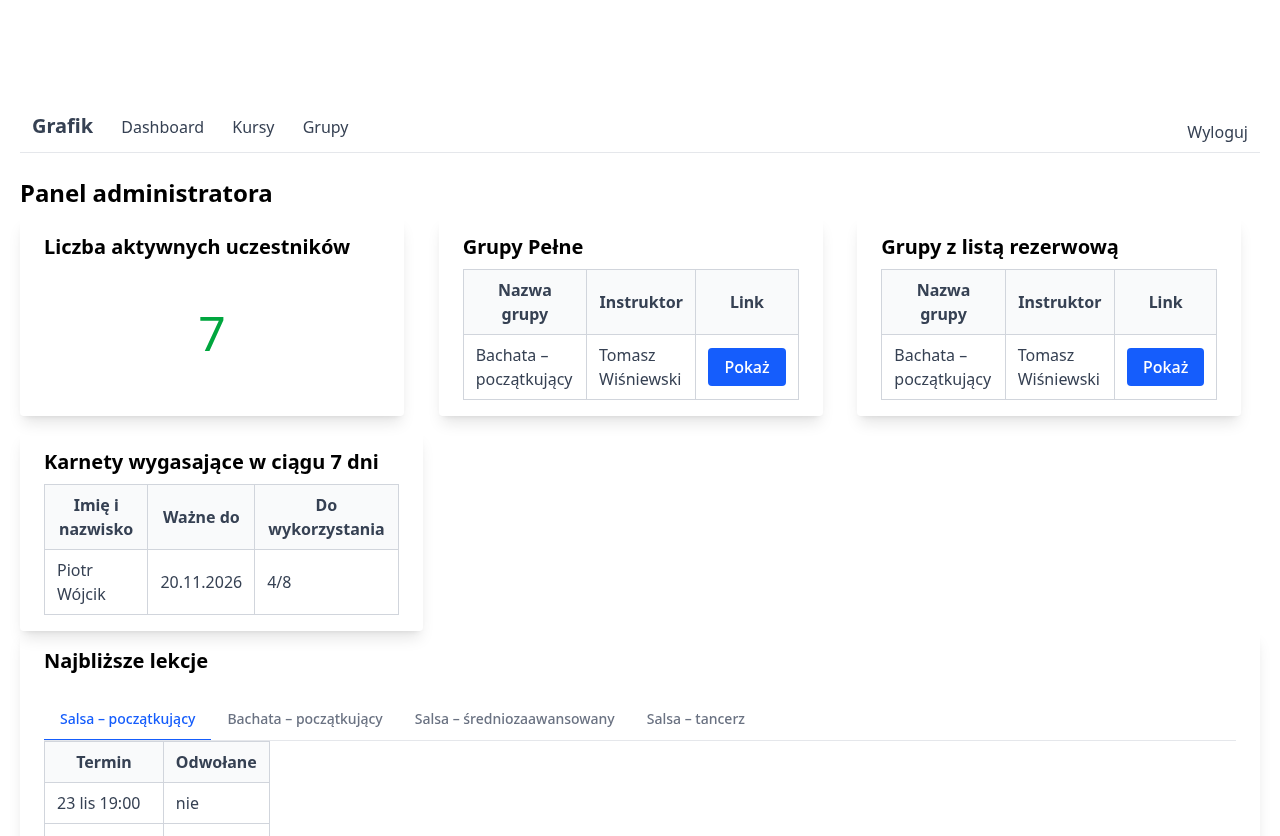 Grafik Dashboard Kursy Grupy Wyloguj
Panel administratora
Liczba aktywnych uczestników
7
Grupy Pełne
Nazwa grupy Instruktor Link
Bachata – początkujący Tomasz Wiśniewski Pokaż
Grupy z listą rezerwową
Nazwa grupy Instruktor Link
Bachata – początkujący Tomasz Wiśniewski Pokaż
Karnety wygasające w ciągu 7 dni
Imię i nazwisko Ważne do Do wykorzystania
Piotr Wójcik 20.11.2026 4/8
Najbliższe lekcje
Salsa – początkujący Bachata – początkujący Salsa – średniozaawansowany Salsa – tancerz
Termin Odwołane
23 lis 19:00 nie